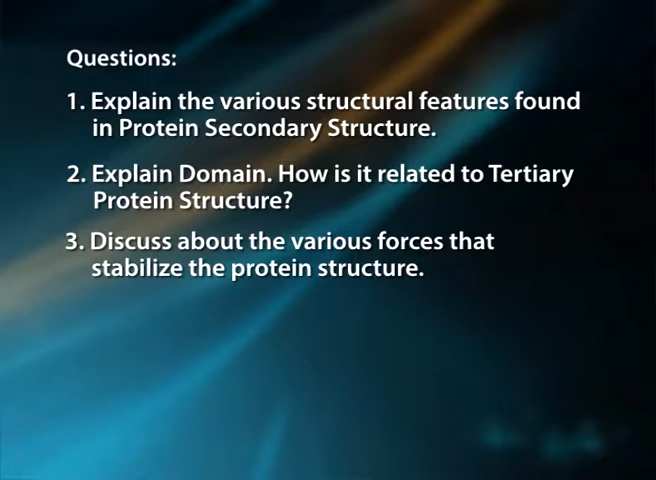 Questions:
1. Explain the various structural features found
in Protein Secondary Structure.
2. Explain Domain. How is it related to Tertiary
Protein Structure?
3. Discuss about the various forces that
stabilize the protein structure.